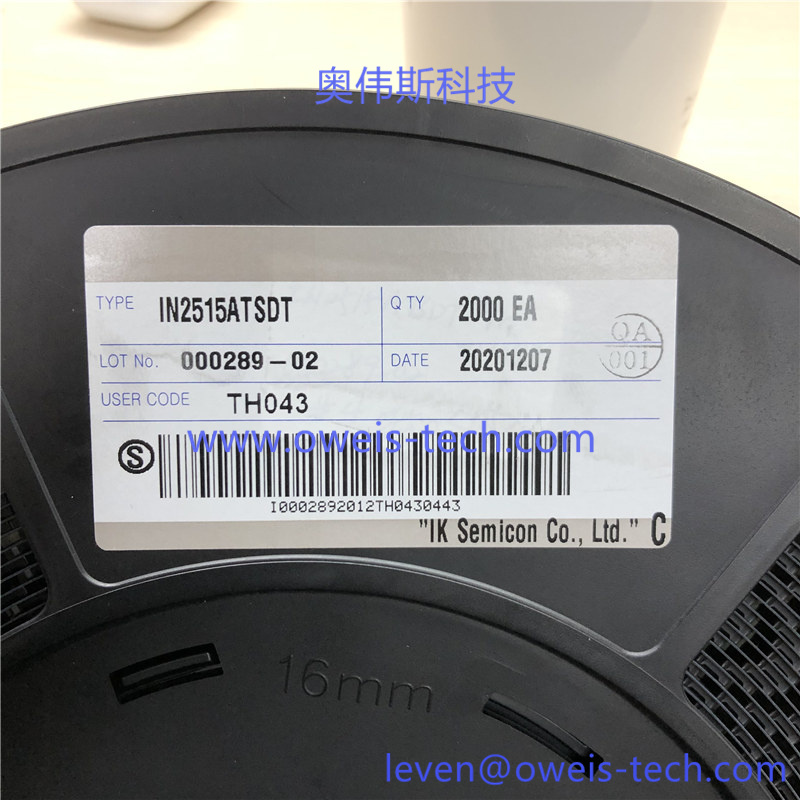 奥伟斯科技
TYPE IN2515ATSDT QTY 2000 EA
QA
LOT No. 000289-02 DATE 20201207
001
USER CODE TH043
www.oweis-tech.com
S
I0002892012TH0430443
"IK Semicon Co., Ltd." C
16mm
leven@oweis-tech.com